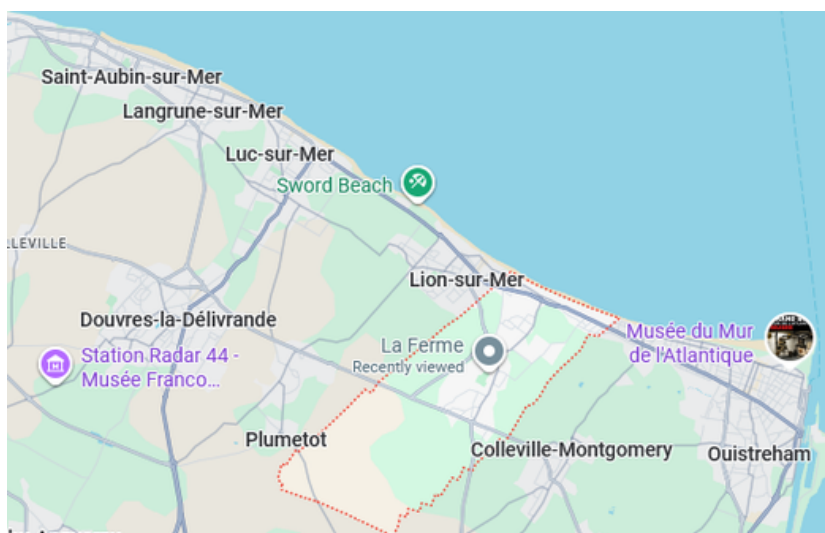 Saint-Aubin-sur-Mer
Langrune-sur-Mer
Luc-sur-Mer
Sword Beach
LLEVILLE
Lion-sur-Mer
Douvres-la-Délivrande
Musée du Mur
de l'Atlantique
La Ferme
Recently viewed
Station Radar 44 -
Musée Franco...
Plumetot
Colleville-Montgomery
Ouistreham